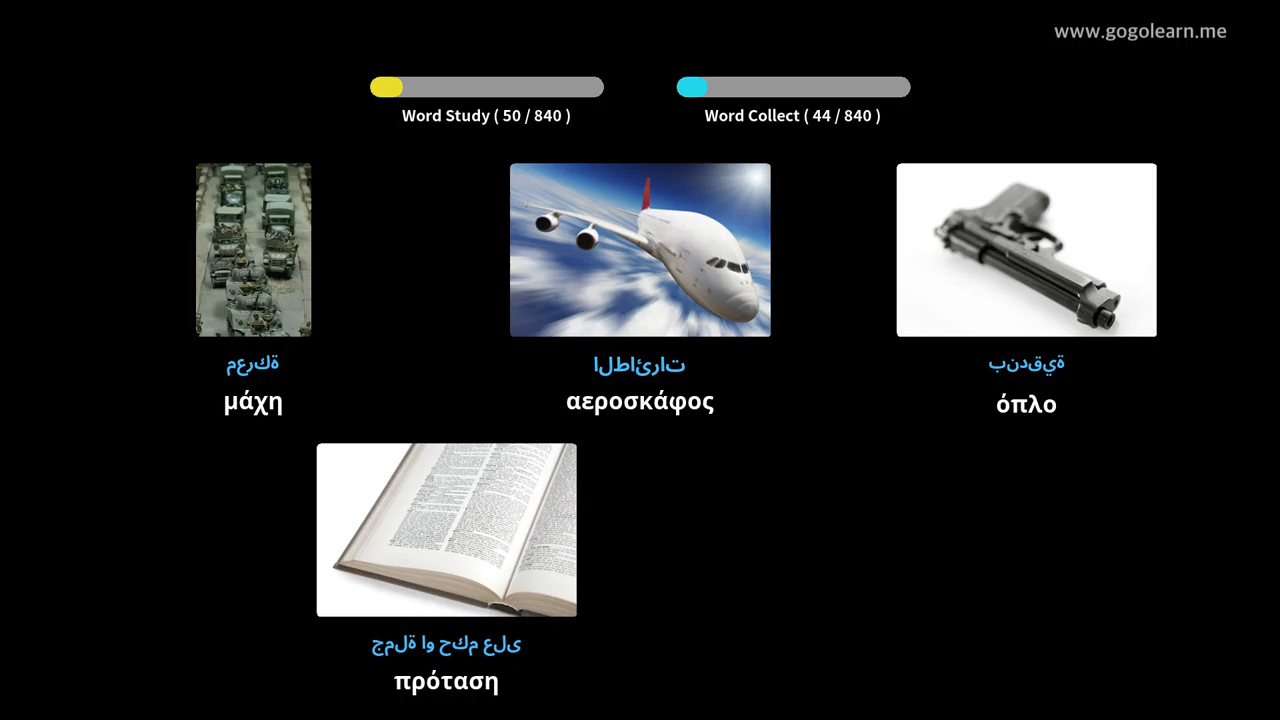 www.gogolearn.me
Word Study ( 50 / 840 )
Word Collect ( 44 / 840 )
معركة
μάχη
الطائرات
αεροσκάφος
بندقية
όπλο
جملة او حكم على
πρόταση